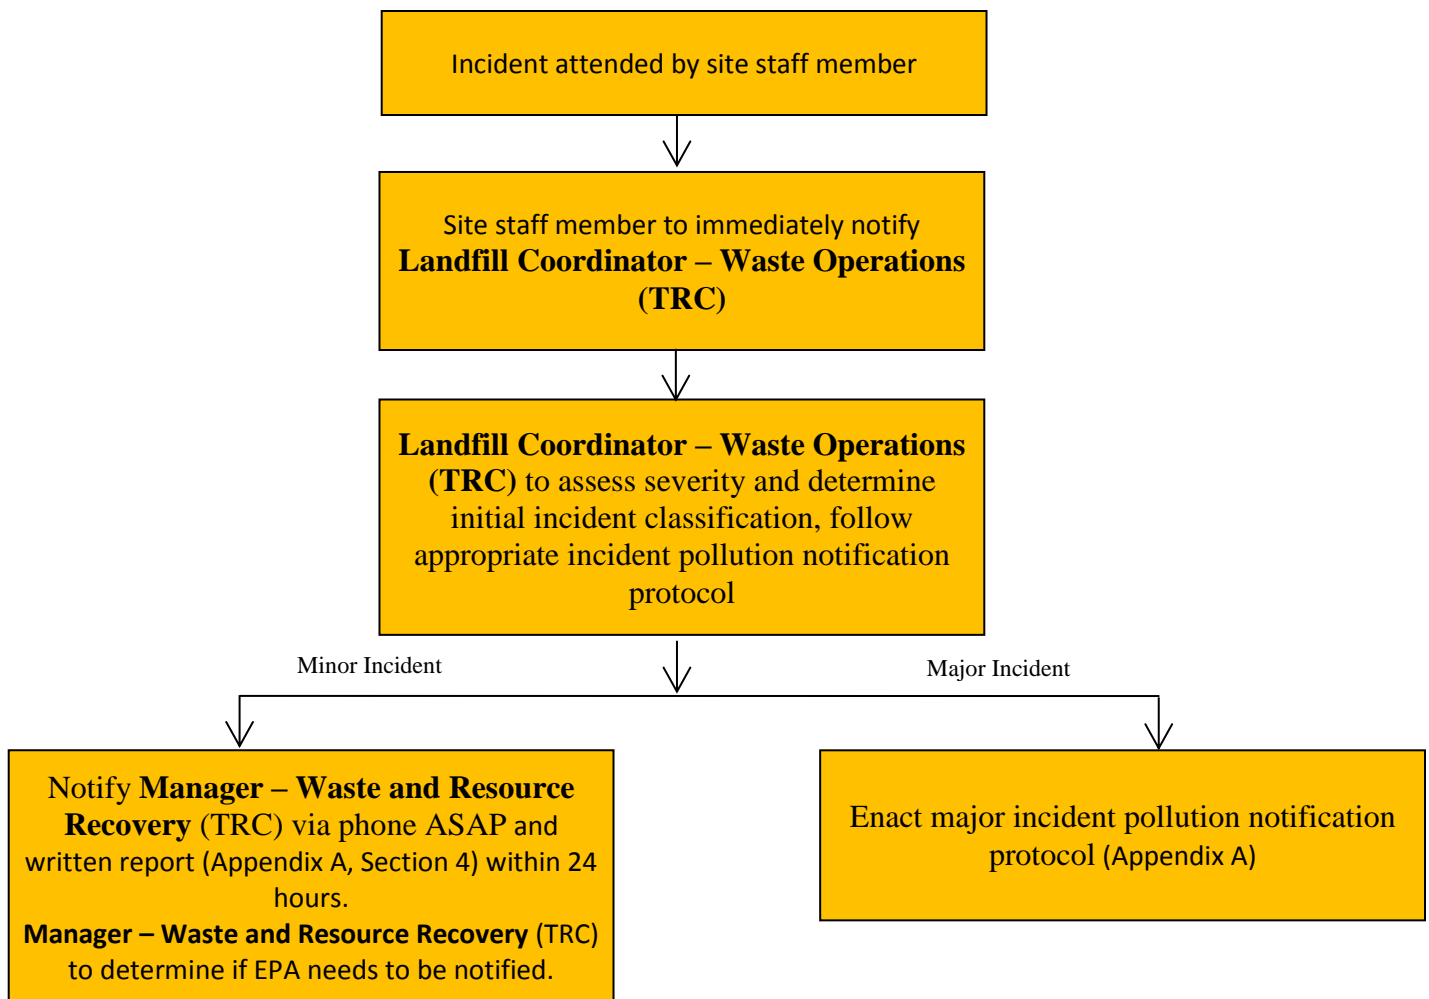 Incident attended by site staff member
Site staff member to immediately notify
Landfill Coordinator – Waste Operations
(TRC)
Landfill Coordinator – Waste Operations
(TRC) to assess severity and determine
initial incident classification, follow
appropriate incident pollution notification
protocol
Minor Incident
Major Incident
Notify Manager – Waste and Resource
Recovery (TRC) via phone ASAP and
written report (Appendix A, Section 4) within 24
hours.
Manager – Waste and Resource Recovery (TRC)
to determine if EPA needs to be notified.
Enact major incident pollution notification
protocol (Appendix A)